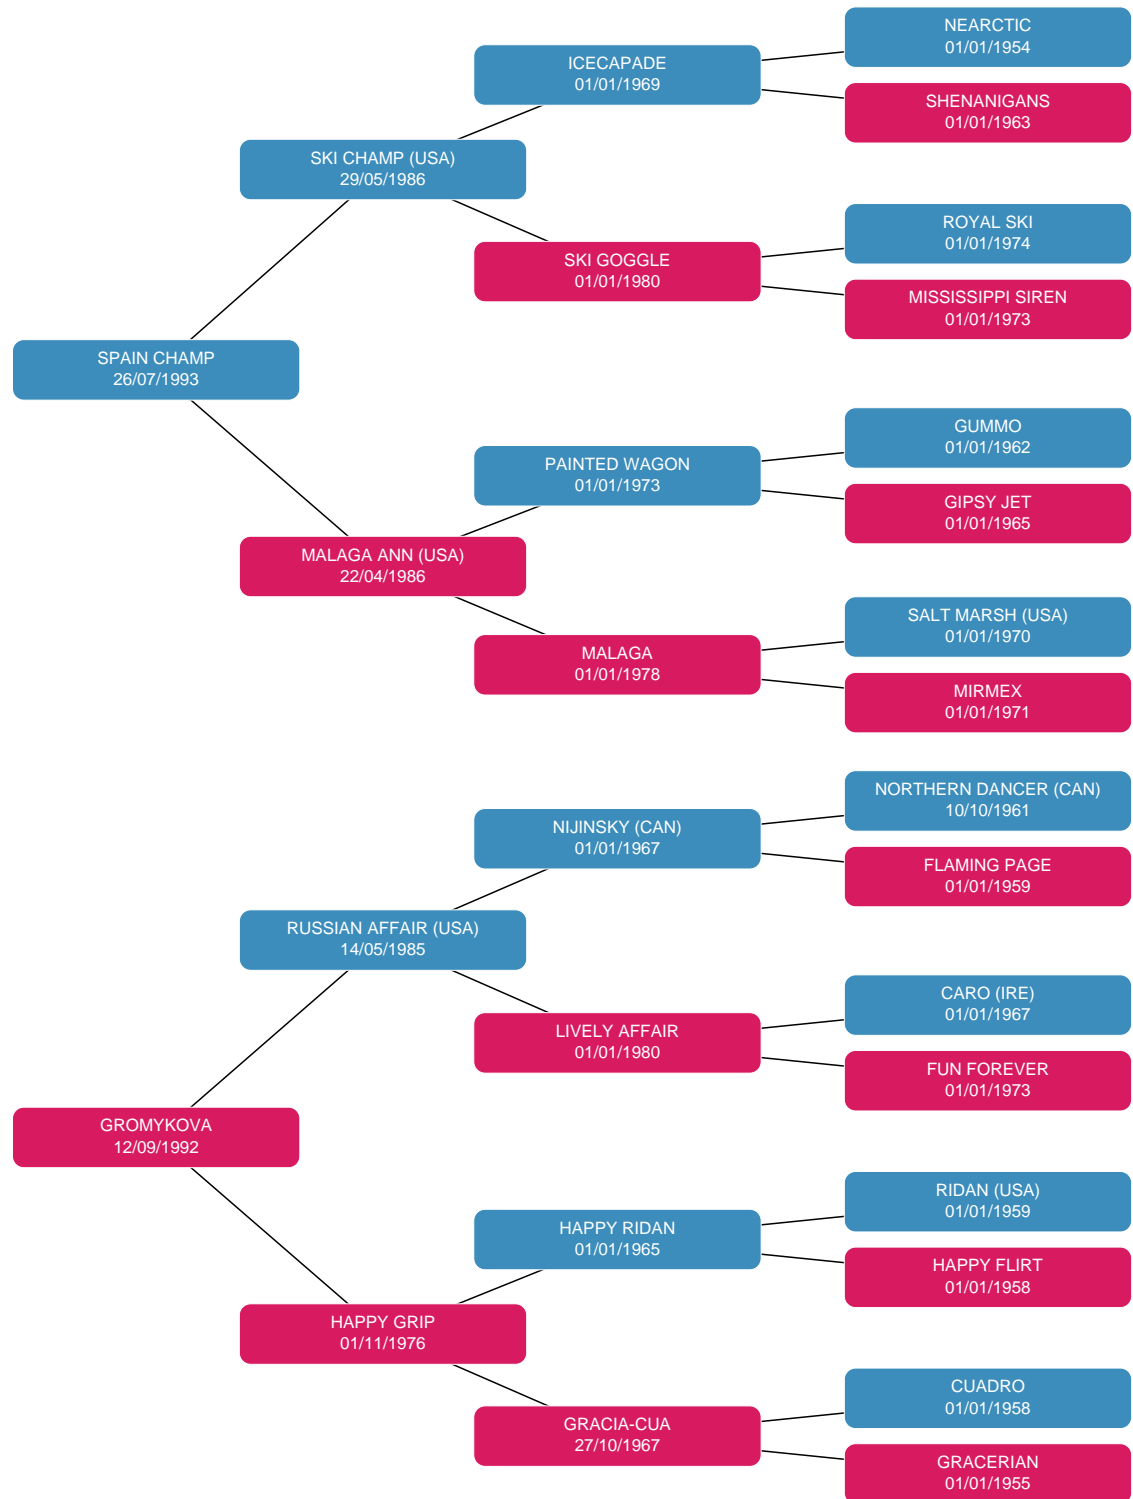 NEARCTIC
01/01/1954
ICECAPADE
01/01/1969
SHENANIGANS
01/01/1963
SKI CHAMP (USA)
29/05/1986
ROYAL SKI
01/01/1974
SKI GOGGLE
01/01/1980
MISSISSIPPI SIREN
01/01/1973
SPAIN CHAMP
26/07/1993
GUMMO
01/01/1962
PAINTED WAGON
01/01/1973
GIPSY JET
01/01/1965
MALAGA ANN (USA)
22/04/1986
SALT MARSH (USA)
01/01/1970
MALAGA
01/01/1978
MIRMEX
01/01/1971
NORTHERN DANCER (CAN)
10/10/1961
NIJINSKY (CAN)
01/01/1967
FLAMING PAGE
01/01/1959
RUSSIAN AFFAIR (USA)
14/05/1985
CARO (IRE)
01/01/1967
LIVELY AFFAIR
01/01/1980
FUN FOREVER
01/01/1973
GROMYKOVA
12/09/1992
RIDAN (USA)
01/01/1959
HAPPY RIDAN
01/01/1965
HAPPY FLIRT
01/01/1958
HAPPY GRIP
01/11/1976
CUADRO
01/01/1958
GRACIA-CUA
27/10/1967
GRACERIAN
01/01/1955